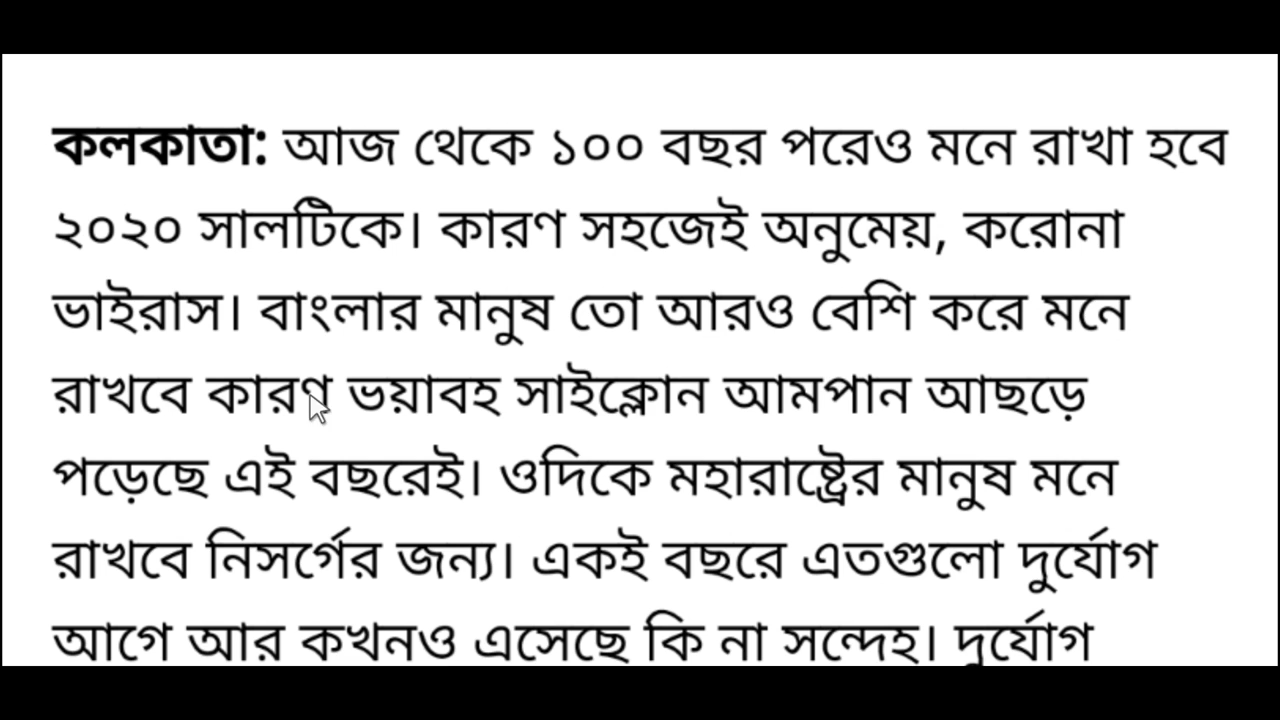 কলকাতা: আজ থেকে ১০০ বছর পরেও মনে রাখা হবে
২০২০ সালটিকে। কারণ সহজেই অনুমেয়, করোনা
ভাইরাস। বাংলার মানুষ তো আরও বেশি করে মনে
রাখবে কারণ ভয়াবহ সাইক্লোন আমপান আছড়ে
পড়েছে এই বছরেই। ওদিকে মহারাষ্ট্রের মানুষ মনে
রাখবে নিসর্গের জন্য। একই বছরে এতগুলো দুর্যোগ
আগে আর কখনও এসেছে কি না সন্দেহ। দুর্যোগ